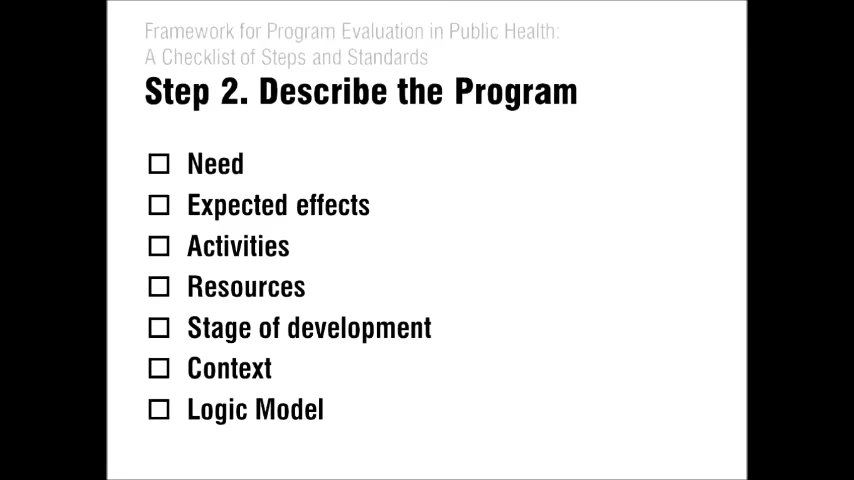 Framework for Program Evaluation in Public Health:
A Checklist of Steps and Standards
Step 2. Describe the Program
Need
Expected effects
Activities
Resources
Stage of development
Context
Logic Model